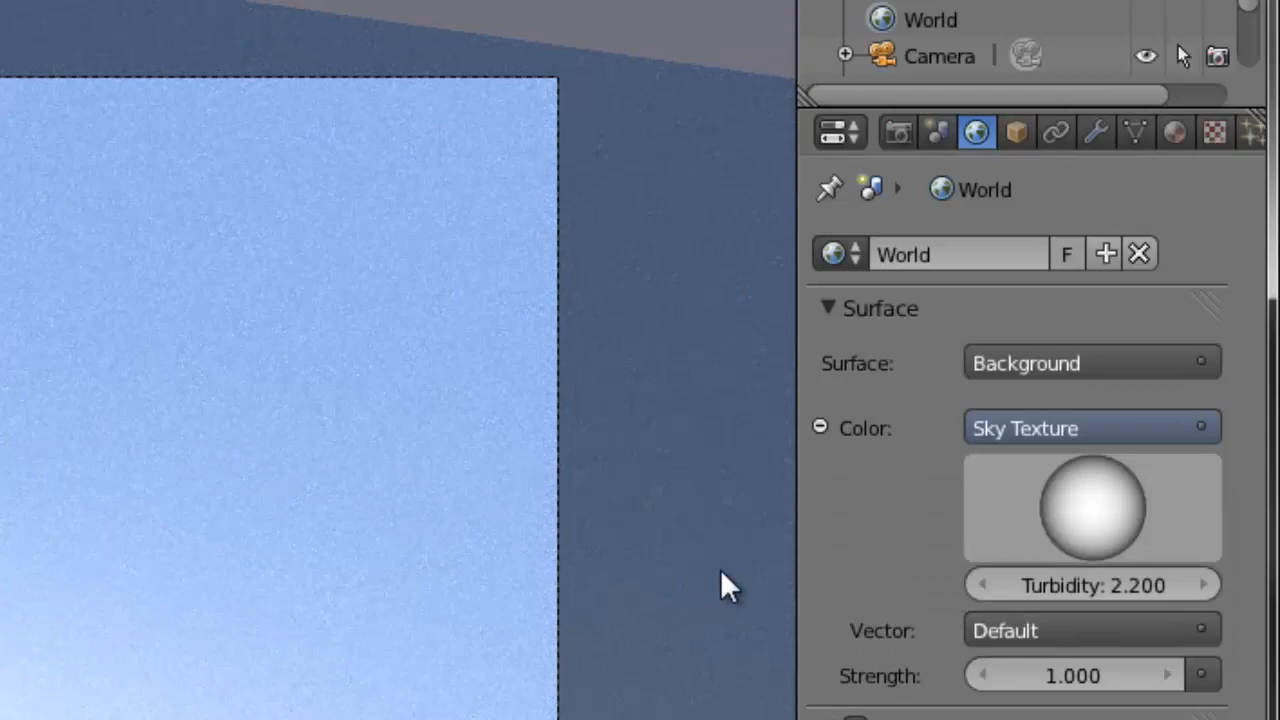 World
Camera
World
World F
Surface
Surface: Background
Color: Sky Texture
Turbidity: 2.200
Vector: Default
Strength: 1.000